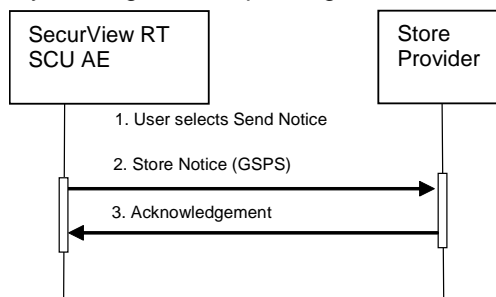 SecurView RT
SCU AE
Store
Provider
1. User selects Send Notice
2. Store Notice (GSPS)
3. Acknowledgement